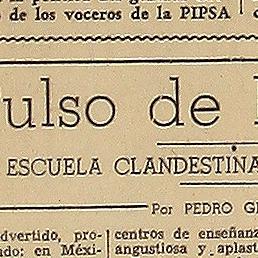 de los voceros de la PIPSA
ulso de
ESCUELA CLANDESTINA
Por PEDRO
dvertido, pro-
en Méxi-
centros de enseñanz
angustiosa y aplast